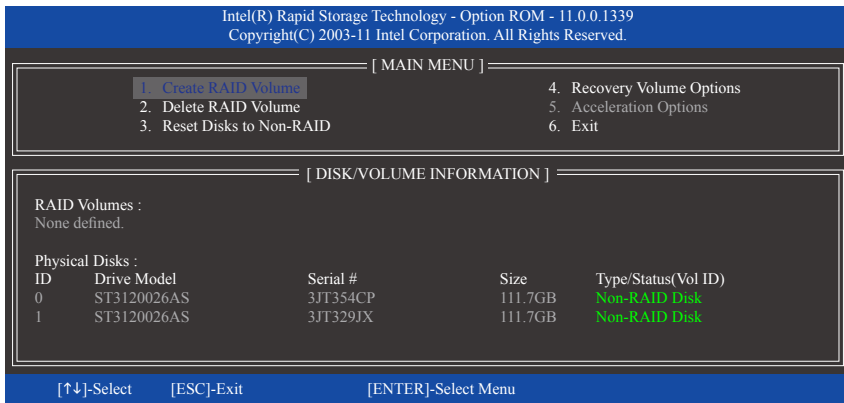 Intel(R) Rapid Storage Technology - Option ROM - 11.0.0.1339
Copyright(C) 2003-11 Intel Corporation. All Rights Reserved.
[ MAIN MENU ]
1. Create RAID Volume
2. Delete RAID Volume
3. Reset Disks to Non-RAID
4. Recovery Volume Options
5. Acceleration Options
6. Exit
[ DISK/VOLUME INFORMATION ]
RAID Volumes :
None defined.
Physical Disks :
ID Drive Model Serial # Size Type/Status(Vol ID)
0 ST3120026AS 3JT354CP 111.7GB Non-RAID Disk
1 ST3120026AS 3JT329JX 111.7GB Non-RAID Disk
[↑↓]-Select [ESC]-Exit [ENTER]-Select Menu